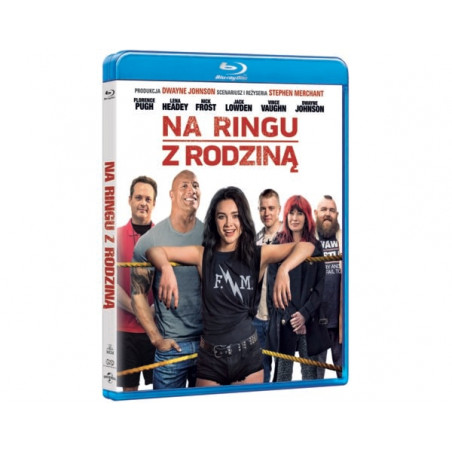 Blu-ray Disc
PRODUKCJA DWAYNE JOHNSON SCENARIUSZ I REŻYSERIA STEPHEN MERCHANT
FLORENCE PUGH
LENA HEADEY
NICK FROST
JACK LOWDEN
VINCE VAUGHN
DWAYNE JOHNSON
NA RINGU
Z RODZINĄ
F. M.
NA RINGU Z RODZINĄ